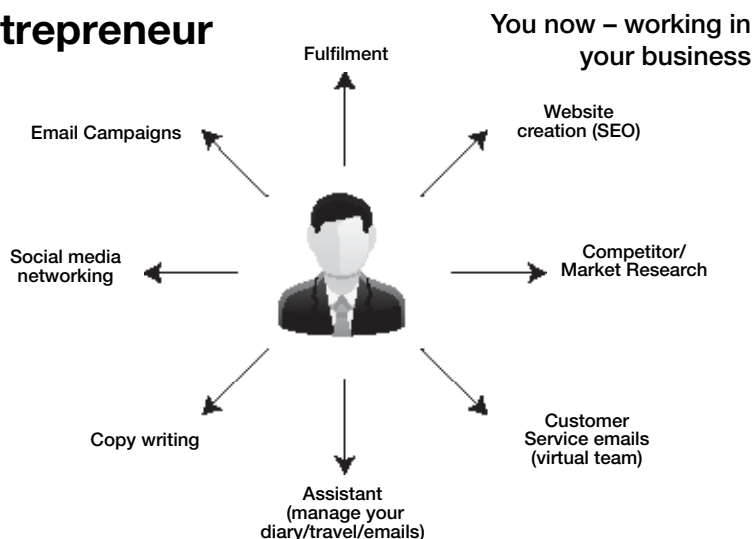 trepreneur
You now – working in
your business
Fulfilment
Website
creation (SEO)
Email Campaigns
Competitor/
Market Research
Social media
networking
Customer
Service emails
(virtual team)
Copy writing
Assistant
(manage your
diary/travel/emails)